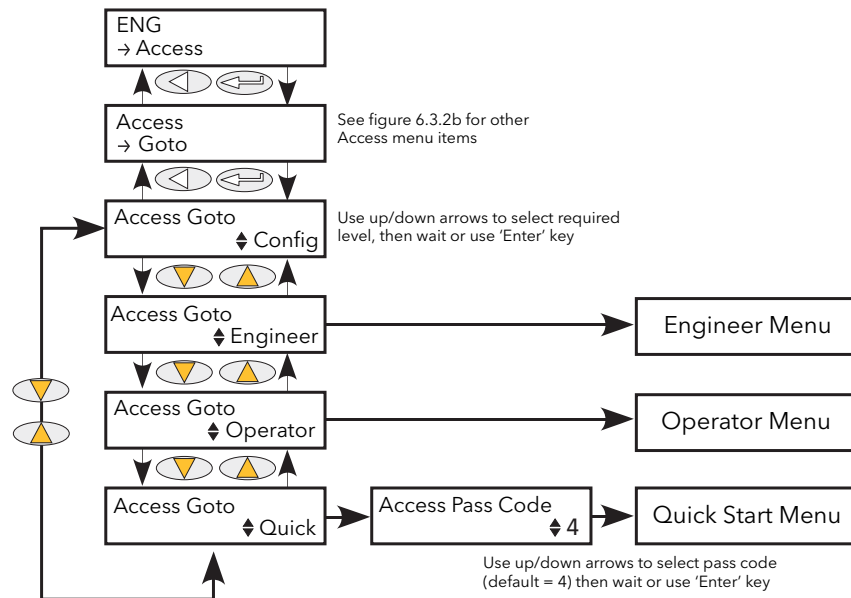 ENG
→ Access
Access
→ Goto
See figure 6.3.2b for other
Access menu items
Access Goto
Config
Use up/down arrows to select required
level, then wait or use ‘Enter’ key
Access Goto
Engineer
Engineer Menu
Access Goto
Operator
Operator Menu
Access Goto
Quick
Access Pass Code
4
Quick Start Menu
Use up/down arrows to select pass code
(default = 4) then wait or use ‘Enter’ key